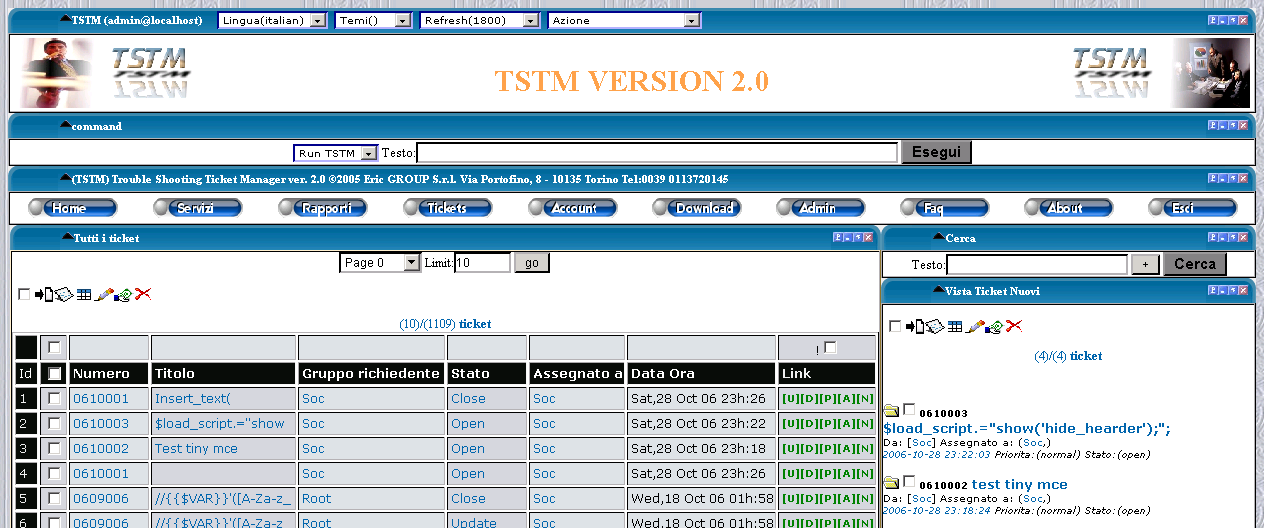 TSTM (admin@localhost) Lingua(italian) Temi() Refresh(1800) Azione
TSTM TSTM VERSION 2.0 TSTM
command
Run TSTM Testo: Esegui
(TSTM) Trouble Shooting Ticket Manager ver. 2.0 ©2005 Eric GROUP S.r.l. Via Portofino, 8 - 10135 Torino Tel:0039 0113720145
Home Servizi Rapporti Tickets Account Download Admin Faq About Esci
Tutti i ticket
Page 0 Limit: 10 go
(10)/(1109) ticket
!
Id Numero Titolo Gruppo richiedente Stato Assegnato a Data Ora Link
1 0610001 Insert_text( Soc Close Soc Sat,28 Oct 06 23h:26 [U][D][P][A][N]
2 0610003 $load_script.="show Soc Open Soc Sat,28 Oct 06 23h:22 [U][D][P][A][N]
3 0610002 Test tiny mce Soc Open Soc Sat,28 Oct 06 23h:18 [U][D][P][A][N]
4 0610001 Soc Open Soc Sat,28 Oct 06 23h:26 [U][D][P][A][N]
5 0609006 //{{$VAR}}'([A-Za-z_ Root Close Soc Wed,18 Oct 06 01h:58 [U][D][P][A][N]
6 0609006 //{{$VAR}}'([A-Za-z Root Update Soc Wed,18 Oct 06 01h:58 [U][D][P][A][N]
Cerca
Testo: + Cerca
Vista Ticket Nuovi
(4)/(4) ticket
0610003
$load_script.="show('hide_hearder');";
Da: [Soc] Assegnato a: (Soc,)
2006-10-28 23:22:03 Priorita:(normal) Stato:(open)
0610002 test tiny mce
Da: [Soc] Assegnato a: (Soc,)
2006-10-28 23:18:24 Priorita:(normal) Stato:(open)